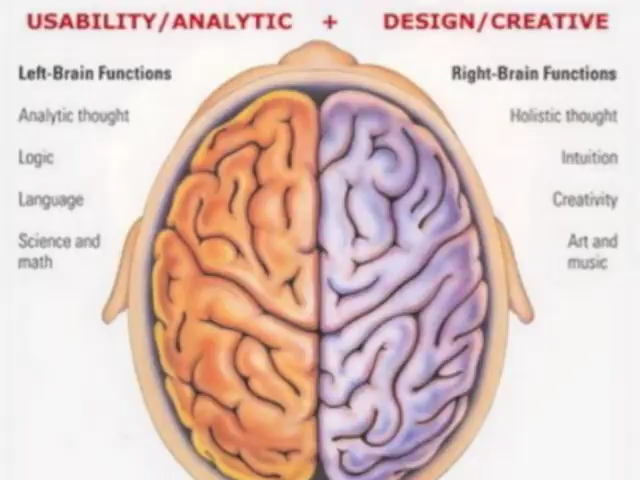 USABILITY/ANALYTIC + DESIGN/CREATIVE
Left-Brain Functions
Analytic thought
Logic
Language
Science and
math
Right-Brain Functions
Holistic thought
Intuition
Creativity
Art and
music